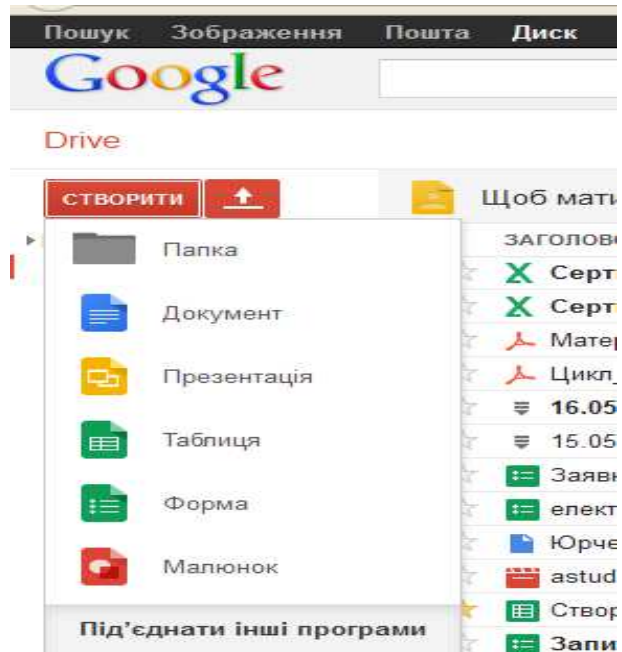 Пошук Зображення Пошта Диск
Google
Drive
СТВОРИТИ
Щоб мати
Папка
Документ
Презентація
Таблиця
Форма
Малюнок
Під'єднати інші програми
ЗАГОЛОВО
Серт
Серт
Матер
Цикл_
16.05
15.05
Заявк
елект
Юрче
astud
Створ
Запи